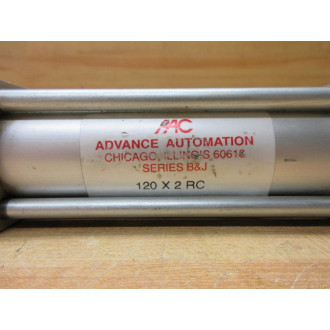 AAC
ADVANCE AUTOMATION
CHICAGO, ILLINOIS 60618
SERIES B&J
120 X 2 RC